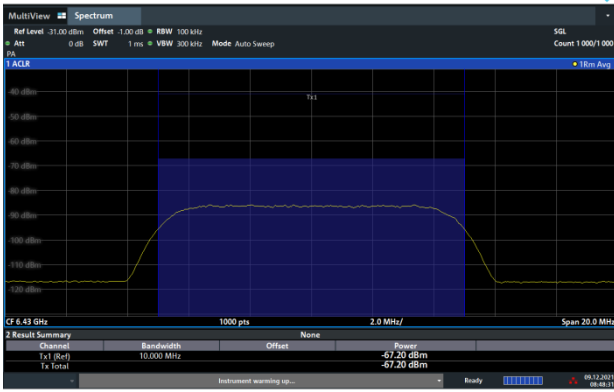 MultiView Spectrum
Ref Level -31.00 dBm Offset -1.00 dB RBW 100 kHz SGL
Att 0 dB SWT 1 ms VBW 300 kHz Mode Auto Sweep Count 1000/1000
PA
1 ACLR 1Rm Avg
Tx1
-40 dBm
-50 dBm
-60 dBm
-70 dBm
-80 dBm
-90 dBm
-100 dBm
-110 dBm
-120 dBm
CF 6.43 GHz 1000 pts 2.0 MHz/ Span 20.0 MHz
2 Result Summary None
Channel Bandwidth Offset Power
Tx1 (Ref) 10.000 MHz -67.20 dBm
Tx Total -67.20 dBm
Instrument warming up... Ready 09.12.2021
08:48:31